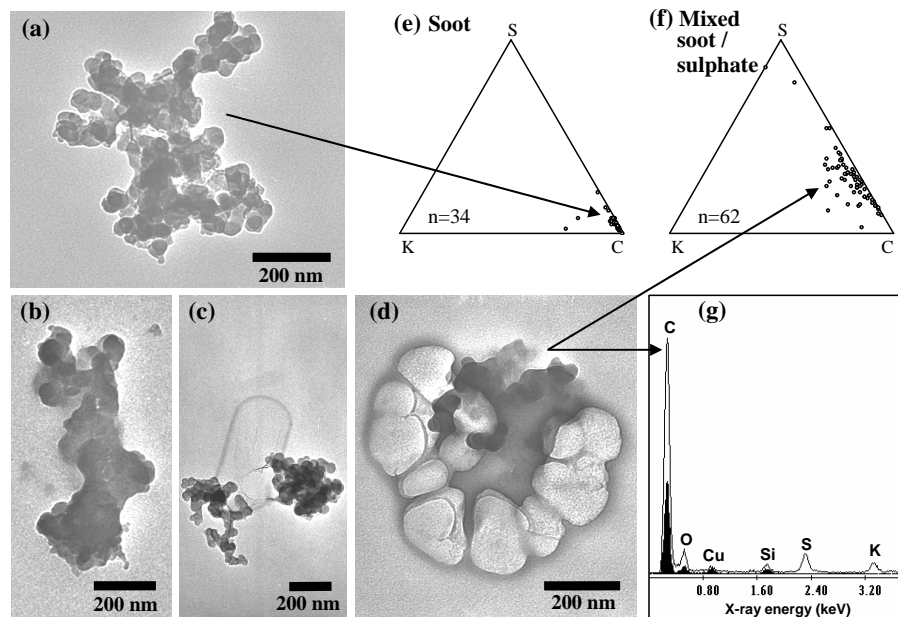 (a)
200 nm
(e) Soot
S
n=34
K
C
(f) Mixed
soot /
sulphate
S
n=62
K
C
(b)
200 nm
(c)
200 nm
(d)
200 nm
(g)
C
O
Cu
Si
S
K
0.80 1.60 2.40 3.20
X-ray energy (keV)